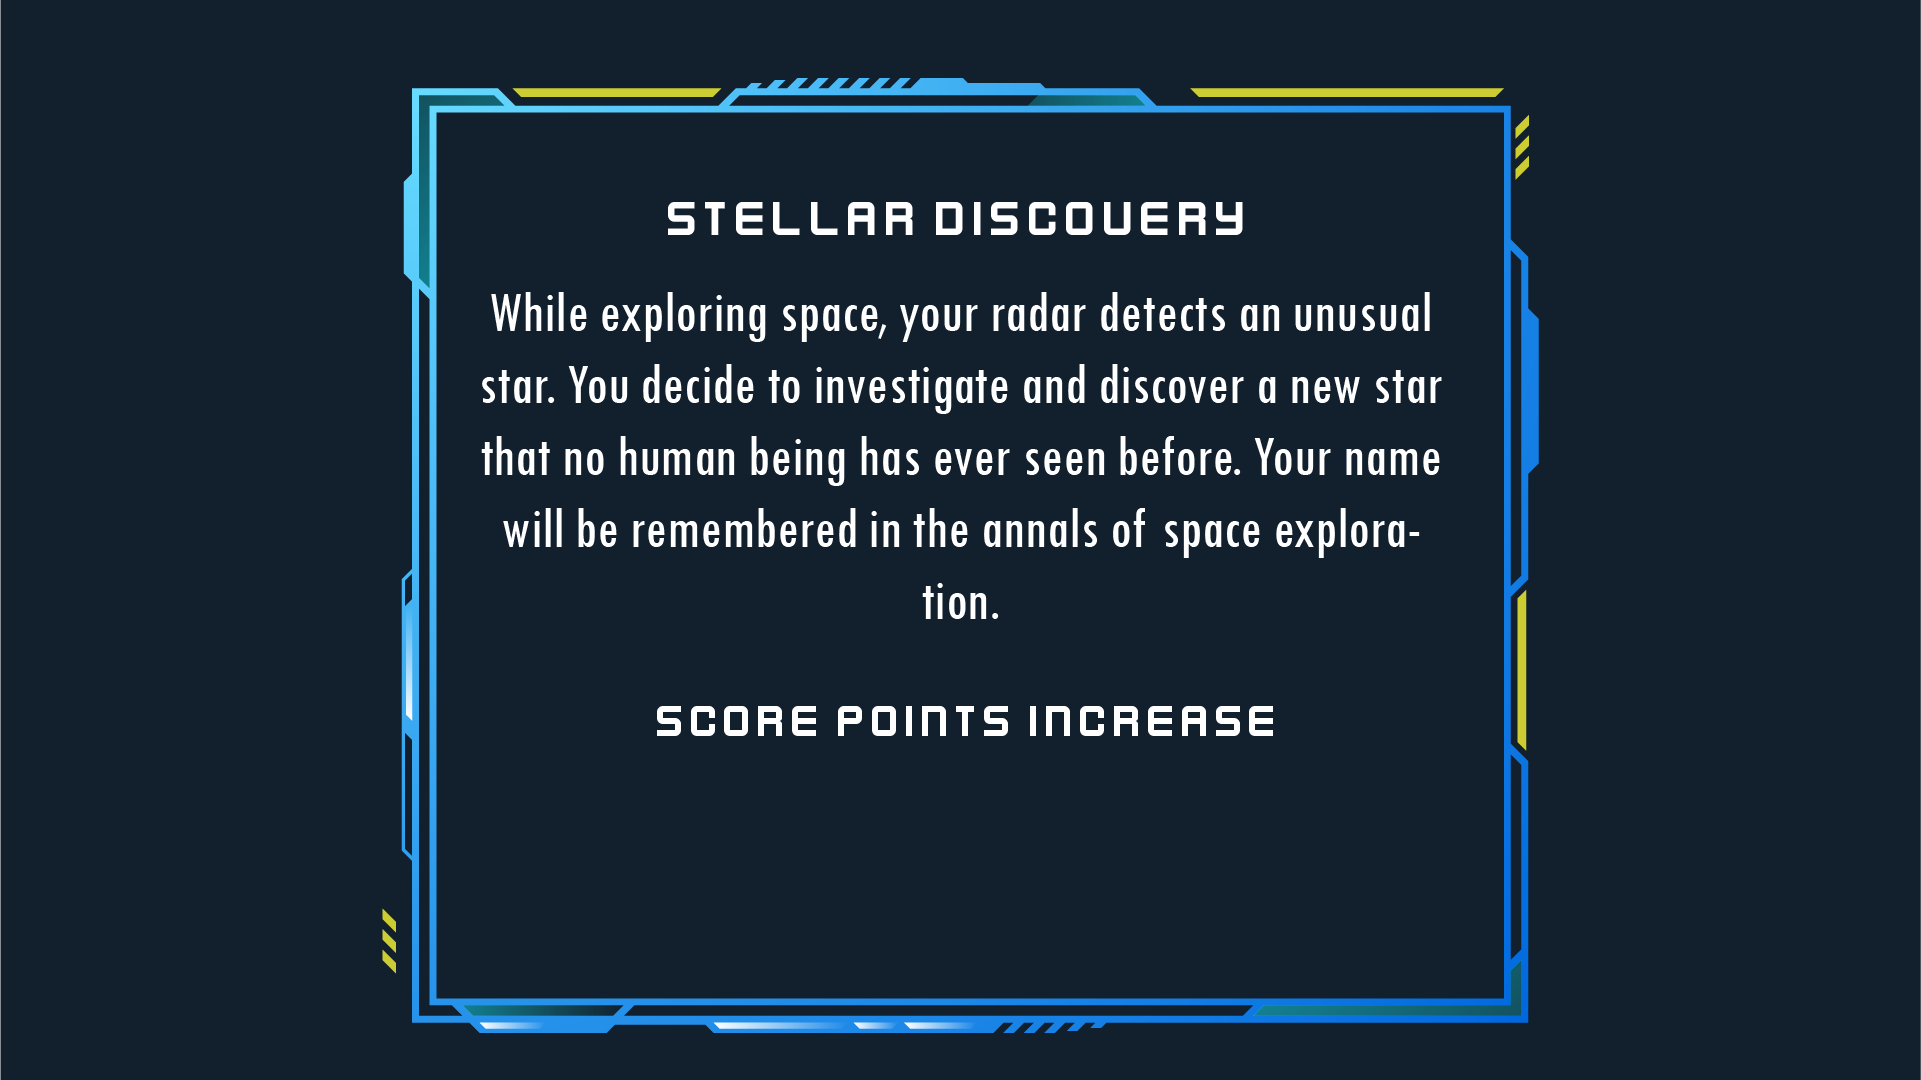 STELLAR DISCOVERY
While exploring space, your radar detects an unusual
star. You decide to investigate and discover a new star
that no human being has ever seen before. Your name
will be remembered in the annals of space explora-
tion.
SCORE POINTS INCREASE